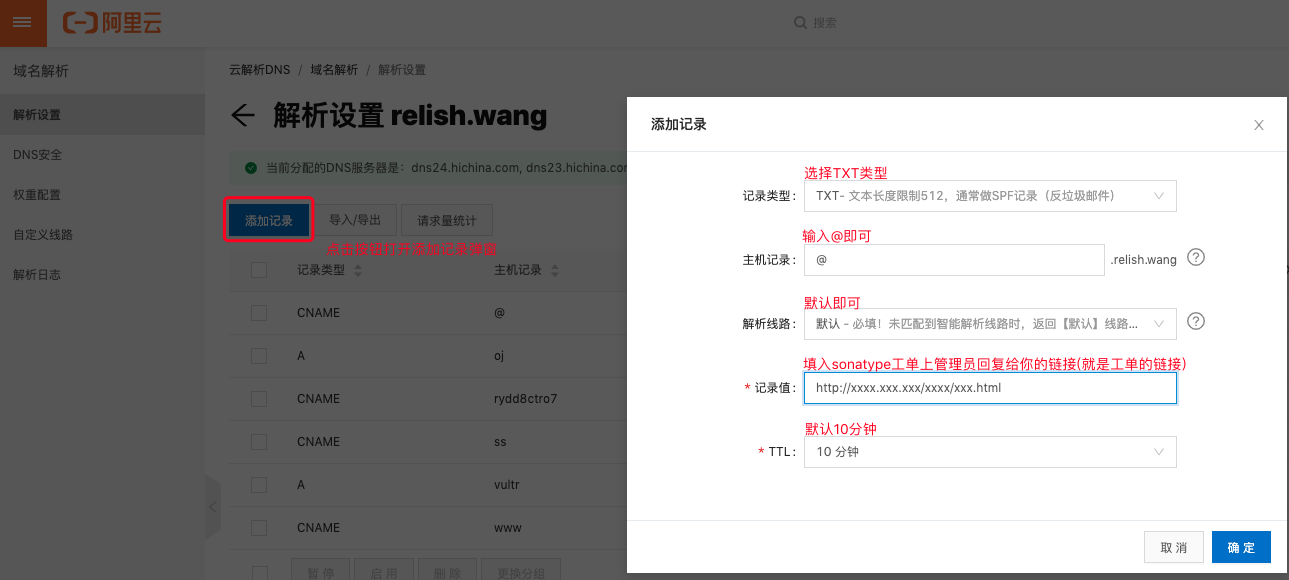 阿里云
搜索
域名解析
解析设置
DNS安全
权重配置
自定义线路
解析日志
云解析DNS / 域名解析 / 解析设置
解析设置 relish.wang
当前分配的DNS服务器是：dns24.hichina.com, dns23.hichina.com
添加记录 导入/导出 请求量统计
点击按钮打开添加记录弹窗
记录类型 主机记录
CNAME @
A oj
CNAME rydd8ctro7
CNAME ss
A vultr
CNAME www
暂 停 启 用 删 除 更换分组
添加记录
选择TXT类型
记录类型： TXT- 文本长度限制512，通常做SPF记录（反垃圾邮件）
输入@即可
主机记录： @ .relish.wang
默认即可
解析线路： 默认 - 必填！未匹配到智能解析线路时，返回【默认】线路...
填入sonatype工单上管理员回复给你的链接(就是工单的链接)
* 记录值： http://xxxx.xxx.xxx/xxxx/xxx.html
默认10分钟
* TTL： 10 分钟
取 消 确 定